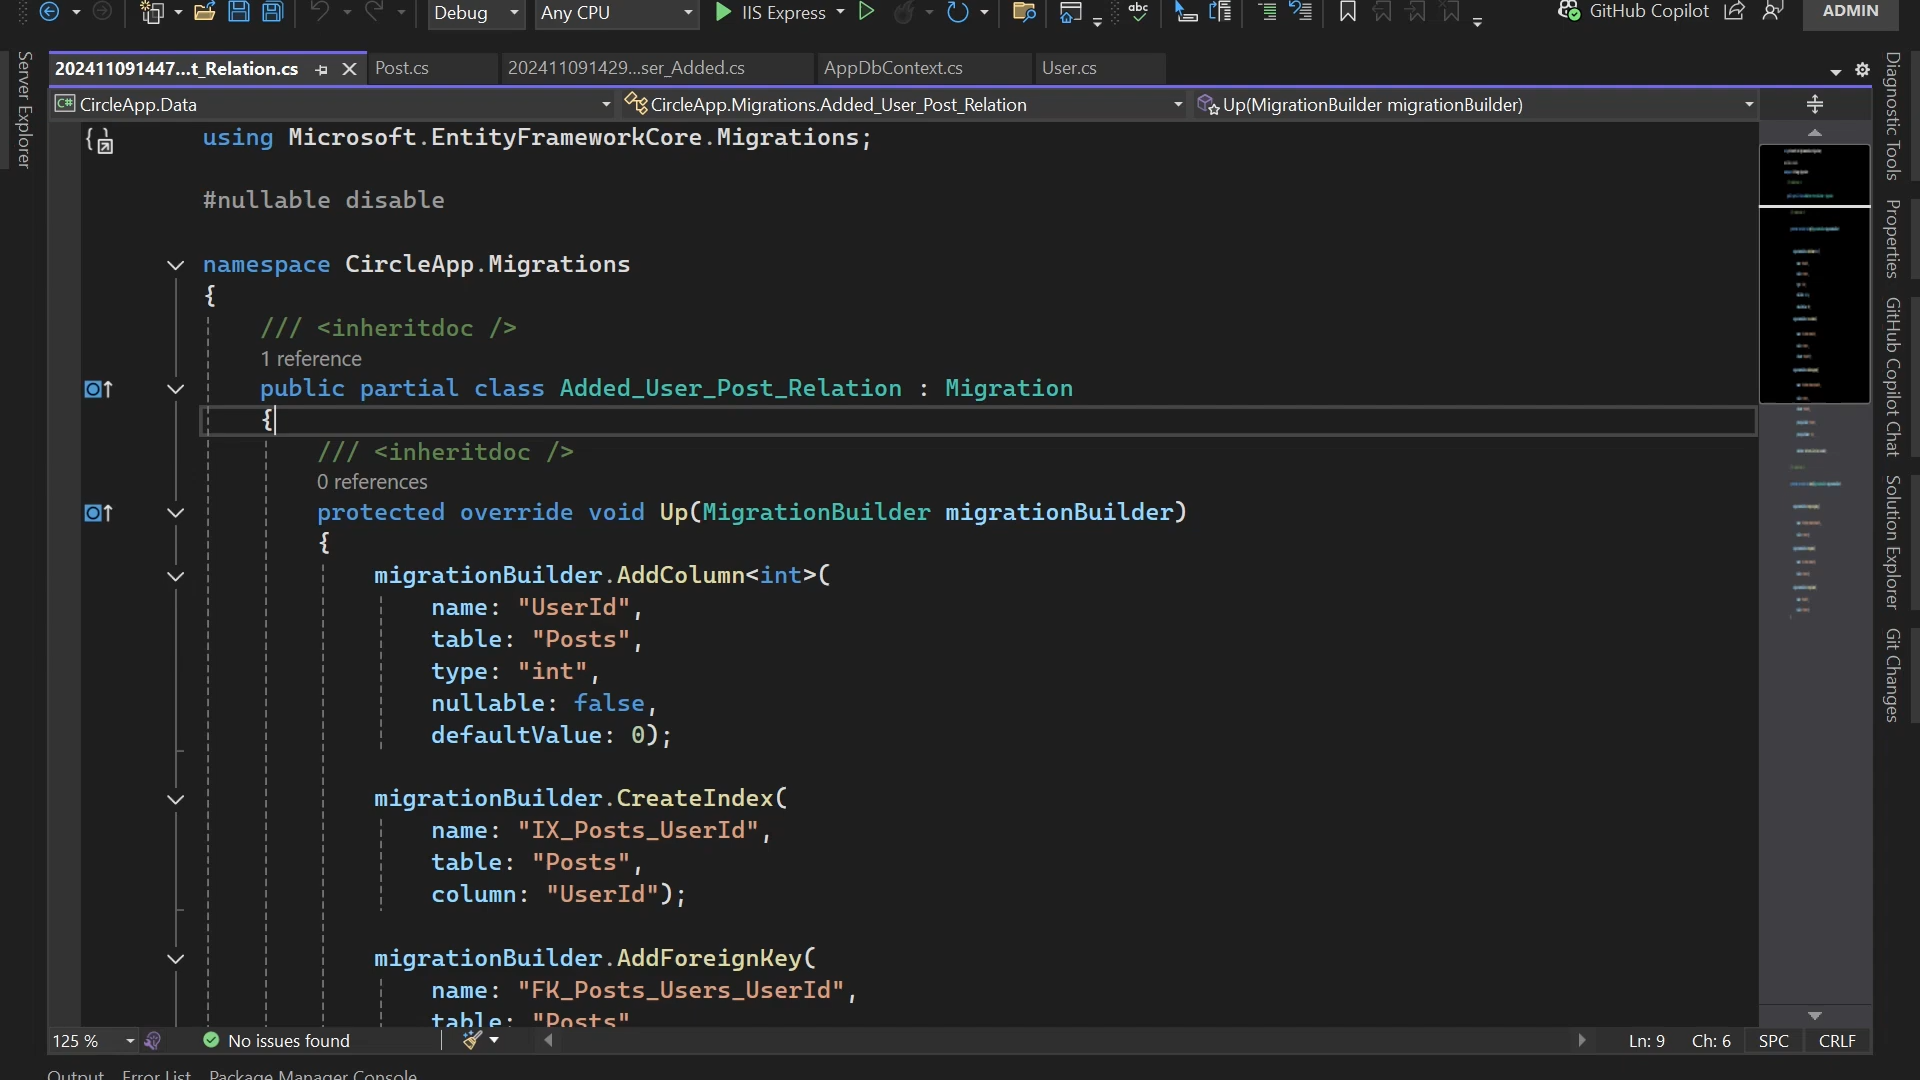 Debug
Any CPU
IIS Express
GitHub Copilot
ADMIN
202411091447...t_Relation.cs
Post.cs
202411091429...ser_Added.cs
AppDbContext.cs
User.cs
Server Explorer
CircleApp.Data
CircleApp.Migrations.Added_User_Post_Relation
Up(MigrationBuilder migrationBuilder)
using Microsoft.EntityFrameworkCore.Migrations;
#nullable disable
namespace CircleApp.Migrations
{
/// <inheritdoc />
1 reference
public partial class Added_User_Post_Relation : Migration
{
/// <inheritdoc />
0 references
protected override void Up(MigrationBuilder migrationBuilder)
{
migrationBuilder.AddColumn<int>(
name: "UserId",
table: "Posts",
type: "int",
nullable: false,
defaultValue: 0);
migrationBuilder.CreateIndex(
name: "IX_Posts_UserId",
table: "Posts",
column: "UserId");
migrationBuilder.AddForeignKey(
name: "FK_Posts_Users_UserId",
table: "Posts"
Diagnostic Tools
Properties
GitHub Copilot Chat
Solution Explorer
Git Changes
125 %
No issues found
Ln: 9
Ch: 6
SPC
CRLF
Output
Error List
Package Manager Console